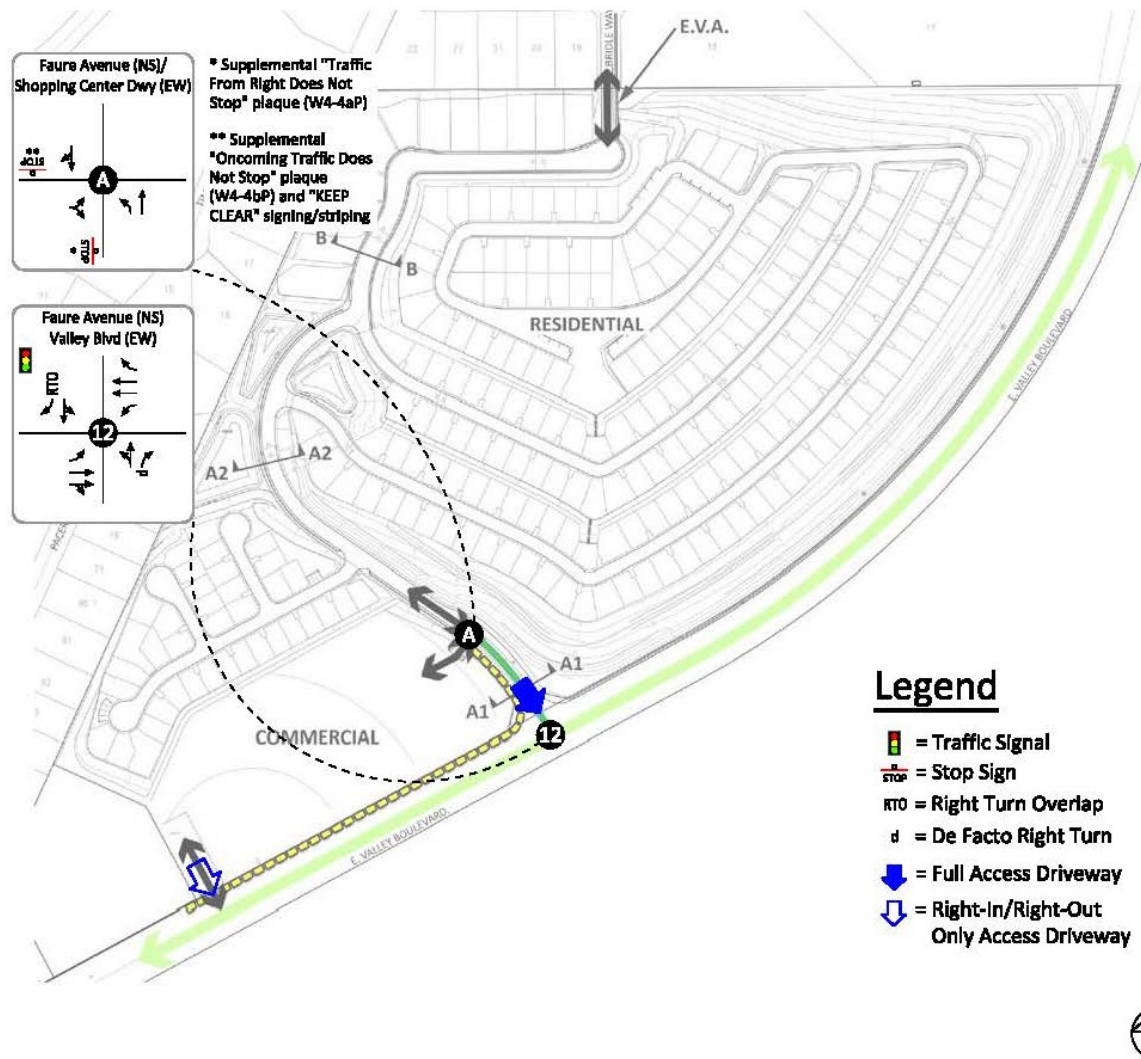 BRIDLE WAY
E.V.A.
Faure Avenue (NS)/
Shopping Center Dwy (EW)
**
STOP
A
STOP
*
* Supplemental "Traffic
From Right Does Not
Stop" plaque (W4-4aP)
** Supplemental
"Oncoming Traffic Does
Not Stop" plaque
(W4-4bP) and "KEEP
CLEAR" signing/striping
B
B
Faure Avenue (NS)
Valley Blvd (EW)
RTO
12
d
RESIDENTIAL
E. VALLEY BOULEVARD
A2
A2
A
A1
A1
12
COMMERCIAL
E. VALLEY BOULEVARD
Legend
= Traffic Signal
STOP = Stop Sign
RTO = Right Turn Overlap
d = De Facto Right Turn
= Full Access Driveway
= Right-In/Right-Out
Only Access Driveway